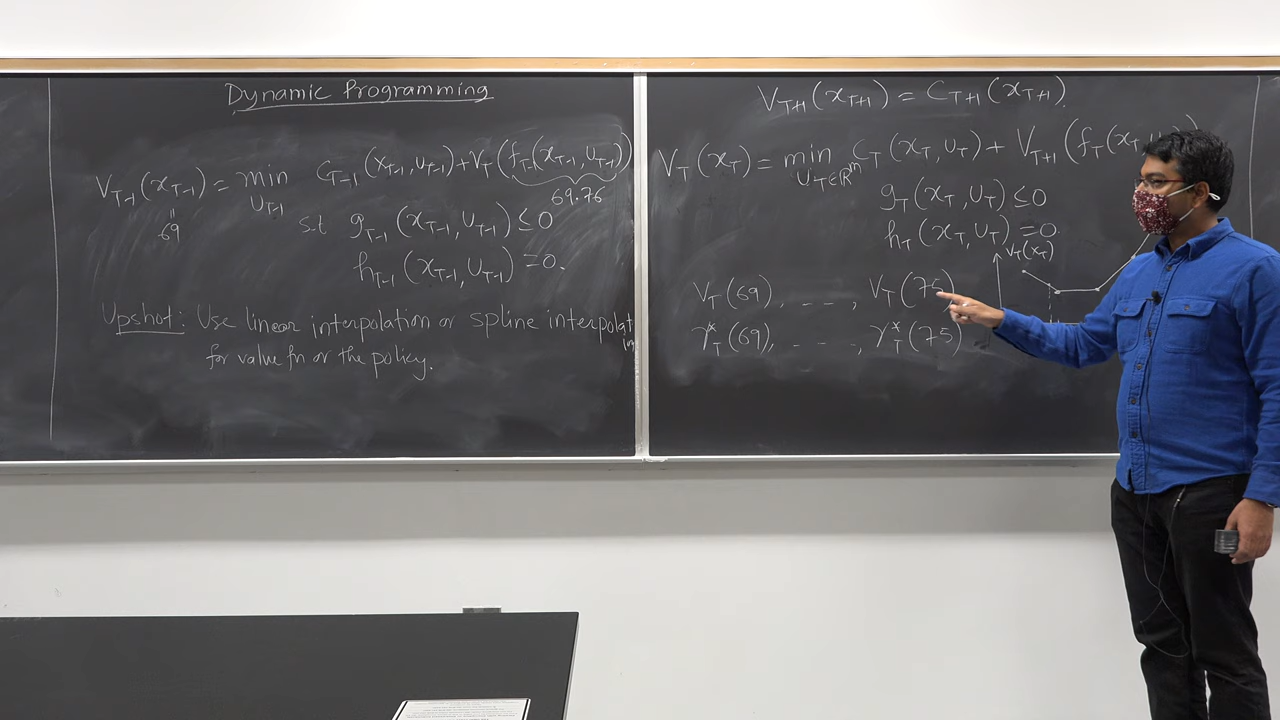 Dynamic Programming
V_{T-1}(x_{T-1}) = min_{u_{T-1}} C_{T-1}(x_{T-1}, u_{T-1}) + V_T(f_{T-1}(x_{T-1}, u_{T-1}))
69
69.76
s.t g_{T-1}(x_{T-1}, u_{T-1}) ≤ 0
h_{T-1}(x_{T-1}, u_{T-1}) = 0.
Upshot: Use linear interpolation or spline interpolation
for value fn or the policy.
V_{T+1}(x_{T+1}) = C_{T+1}(x_{T+1}).
V_T(x_T) = min_{u_T∈ℝ^m} C_T(x_T, u_T) + V_{T+1}(f_T(x_T, u_T))
g_T(x_T, u_T) ≤ 0
h_T(x_T, u_T) = 0.
V_T(69), - - -, V_T(75)
γ*_T(69), - - -, γ*_T(75)
V_T(x_T)